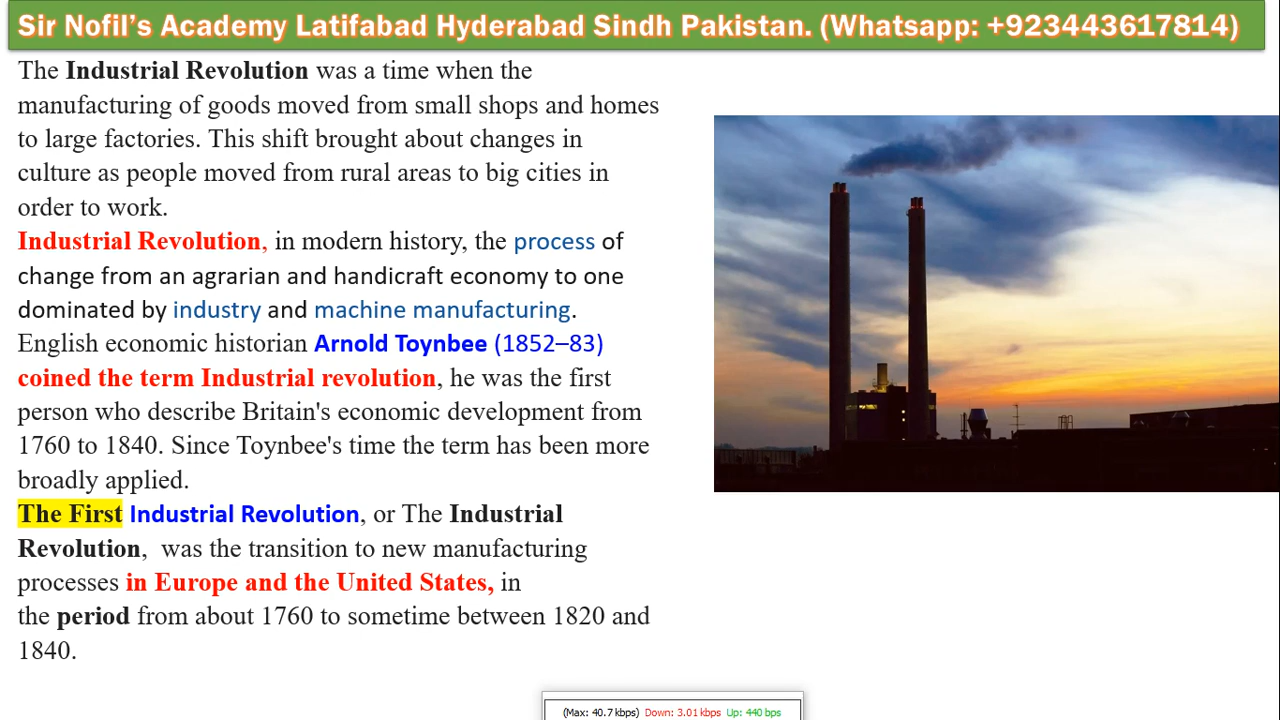 Sir Nofil’s Academy Latifabad Hyderabad Sindh Pakistan. (Whatsapp: +923443617814)
The Industrial Revolution was a time when the
manufacturing of goods moved from small shops and homes
to large factories. This shift brought about changes in
culture as people moved from rural areas to big cities in
order to work.
Industrial Revolution, in modern history, the process of
change from an agrarian and handicraft economy to one
dominated by industry and machine manufacturing.
English economic historian Arnold Toynbee (1852–83)
coined the term Industrial revolution, he was the first
person who describe Britain's economic development from
1760 to 1840. Since Toynbee's time the term has been more
broadly applied.
The First Industrial Revolution, or The Industrial
Revolution,  was the transition to new manufacturing
processes in Europe and the United States, in
the period from about 1760 to sometime between 1820 and
1840.
(Max: 40.7 kbps) Down: 3.01 kbps Up: 440 bps